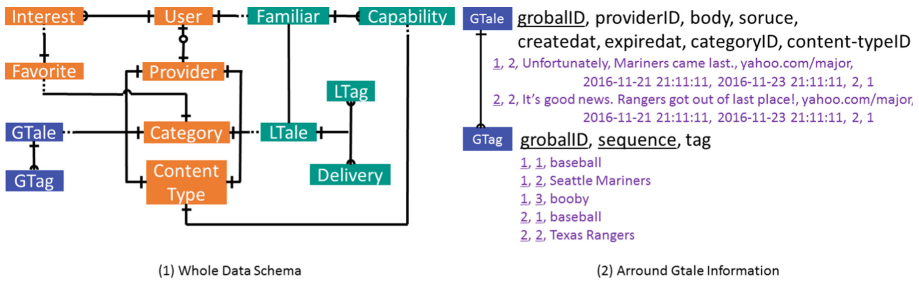 Interest
User
Familiar
Capability
Favorite
Provider
LTag
GTale
Category
LTale
GTag
Content
Type
Delivery
(1) Whole Data Schema
GTale
grobalID, providerID, body, soruce,
createdat, expiredat, categoryID, content-typeID
1, 2, Unfortunately, Mariners came last., yahoo.com/major,
2016-11-21 21:11:11, 2016-11-23 21:11:11, 2, 1
2, 2, It's good news. Rangers got out of last place!, yahoo.com/major,
2016-11-21 21:11:11, 2016-11-23 21:11:11, 2, 1
GTag
grobalID, sequence, tag
1, 1, baseball
1, 2, Seattle Mariners
1, 3, booby
2, 1, baseball
2, 2, Texas Rangers
(2) Arround Gtale Information